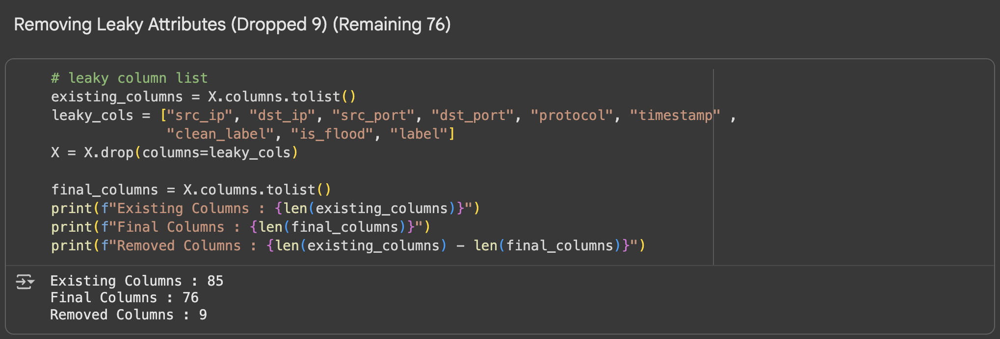 Removing Leaky Attributes (Dropped 9) (Remaining 76)
# leaky column list
existing_columns = X.columns.tolist()
leaky_cols = ["src_ip", "dst_ip", "src_port", "dst_port", "protocol", "timestamp" ,
"clean_label", "is_flood", "label"]
X = X.drop(columns=leaky_cols)
final_columns = X.columns.tolist()
print(f"Existing Columns : {len(existing_columns)}")
print(f"Final Columns : {len(final_columns)}")
print(f"Removed Columns : {len(existing_columns) - len(final_columns)}")
Existing Columns : 85
Final Columns : 76
Removed Columns : 9